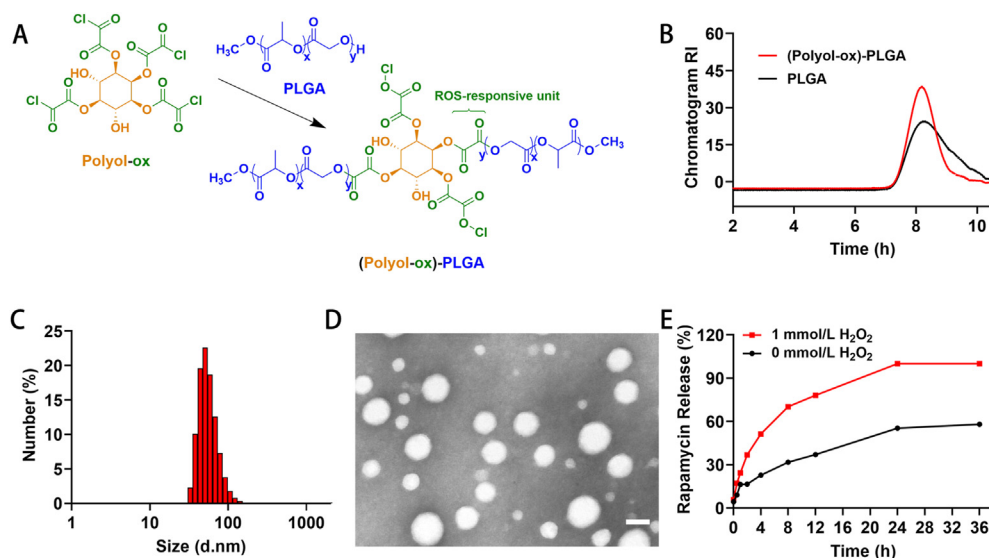 A
Cl
O
O
O
Cl
O
O
O
Cl
O
HO
O
O
O
O
O
Cl
O
OH
O
Cl
Polyol-ox
H3CO
O
O
x
O
O
y
H
PLGA
O
Cl
O
O
O
ROS-responsive unit
HO
O
O
O
y
O
O
x
O
O
CH3
H3CO
O
O
x
O
O
y
O
O
O
OH
O
O
O
O
Cl
(Polyol-ox)-PLGA
B
60
45
30
15
0
Chromatogram RI
(Polyol-ox)-PLGA
PLGA
2 4 6 8 10
Time (h)
C
25
20
15
10
5
0
Number (%)
1 10 100 1000
Size (d.nm)
D
E
120
90
60
30
0
Rapamycin Release (%)
1 mmol/L H2O2
0 mmol/L H2O2
0 4 8 12 16 20 24 28 32 36
Time (h)